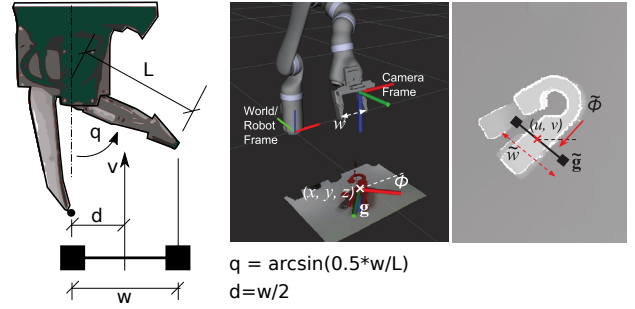 L
q
v
d
w
World/
Robot
Frame
Camera
Frame
w
(x, y, z)
Φ
g
(u, v)
Φ̃
w̃
g̃
q = arcsin(0.5*w/L)
d=w/2